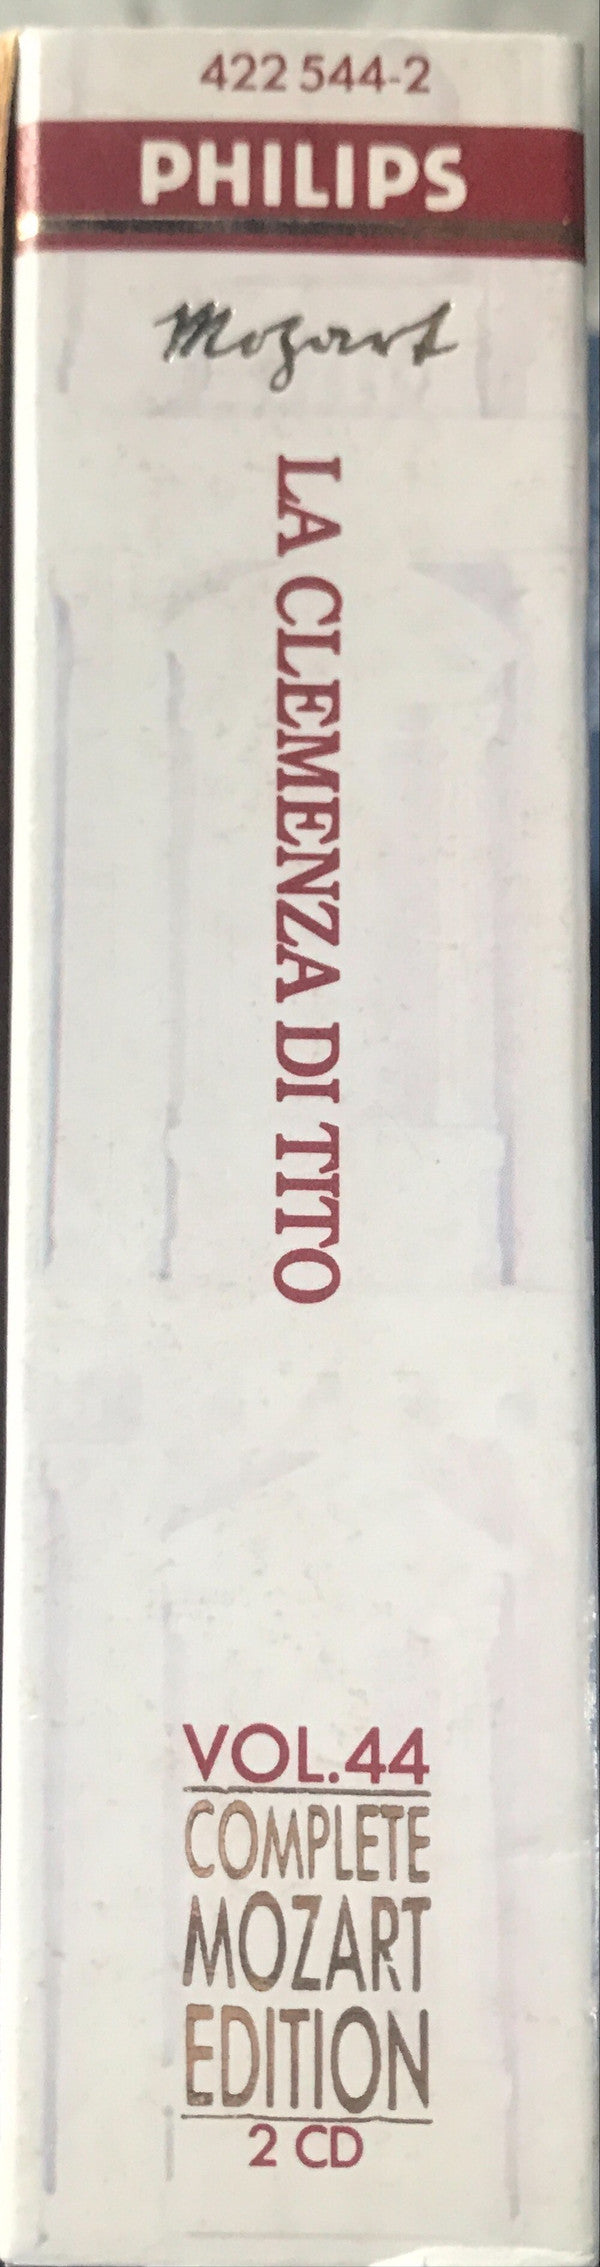 422 544-2
PHILIPS
Mozart
LA CLEMENZA DI TITO
VOL.44
COMPLETE
MOZART
EDITION
2 CD